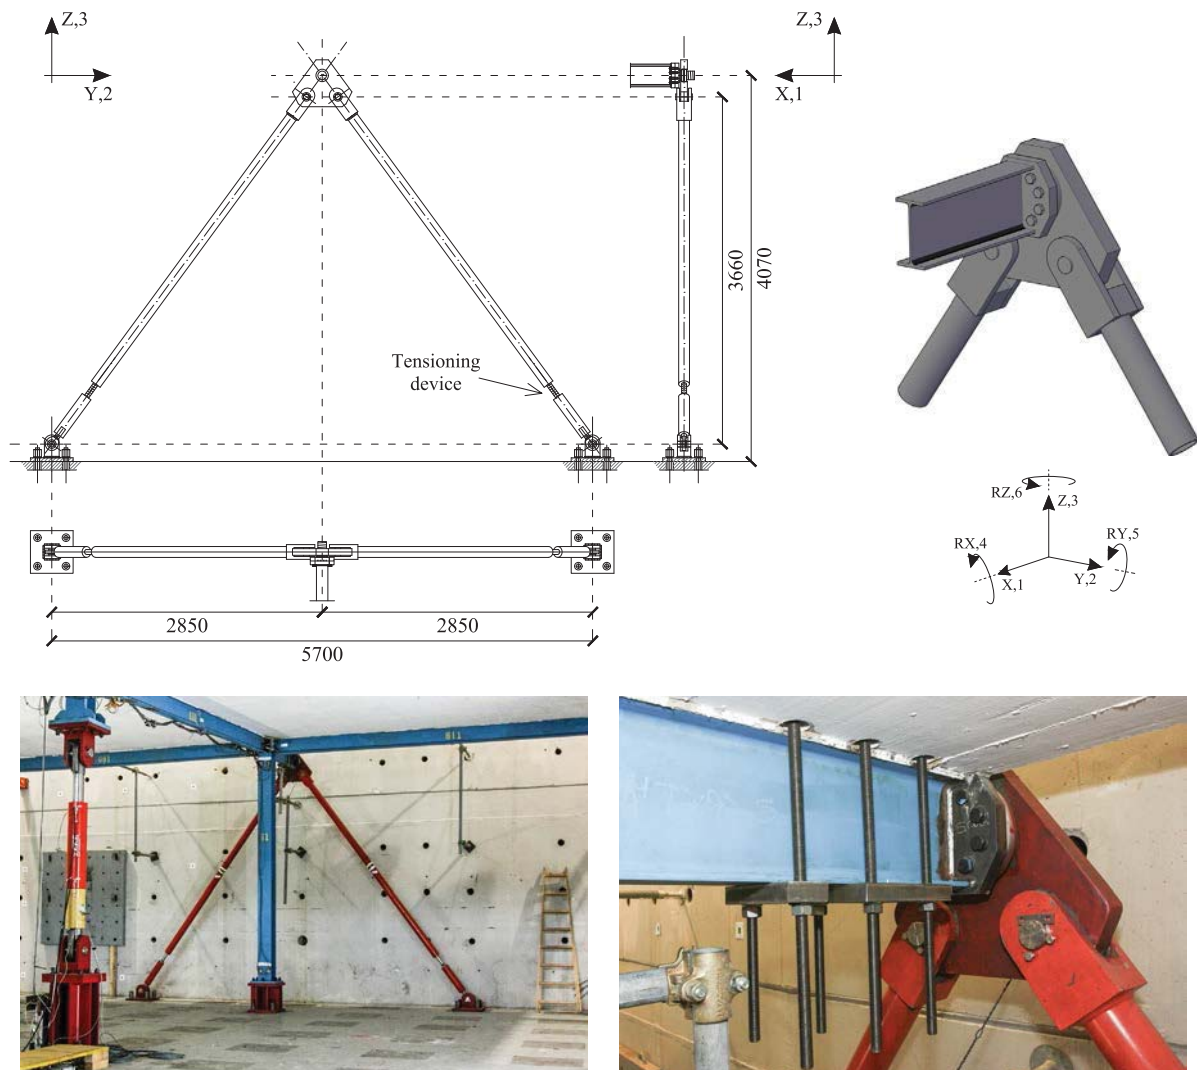 Z,3
Y,2
Z,3
X,1
Tensioning
device
3660
4070
2850
2850
5700
RZ,6
Z,3
RX,4
RY,5
X,1
Y,2
811